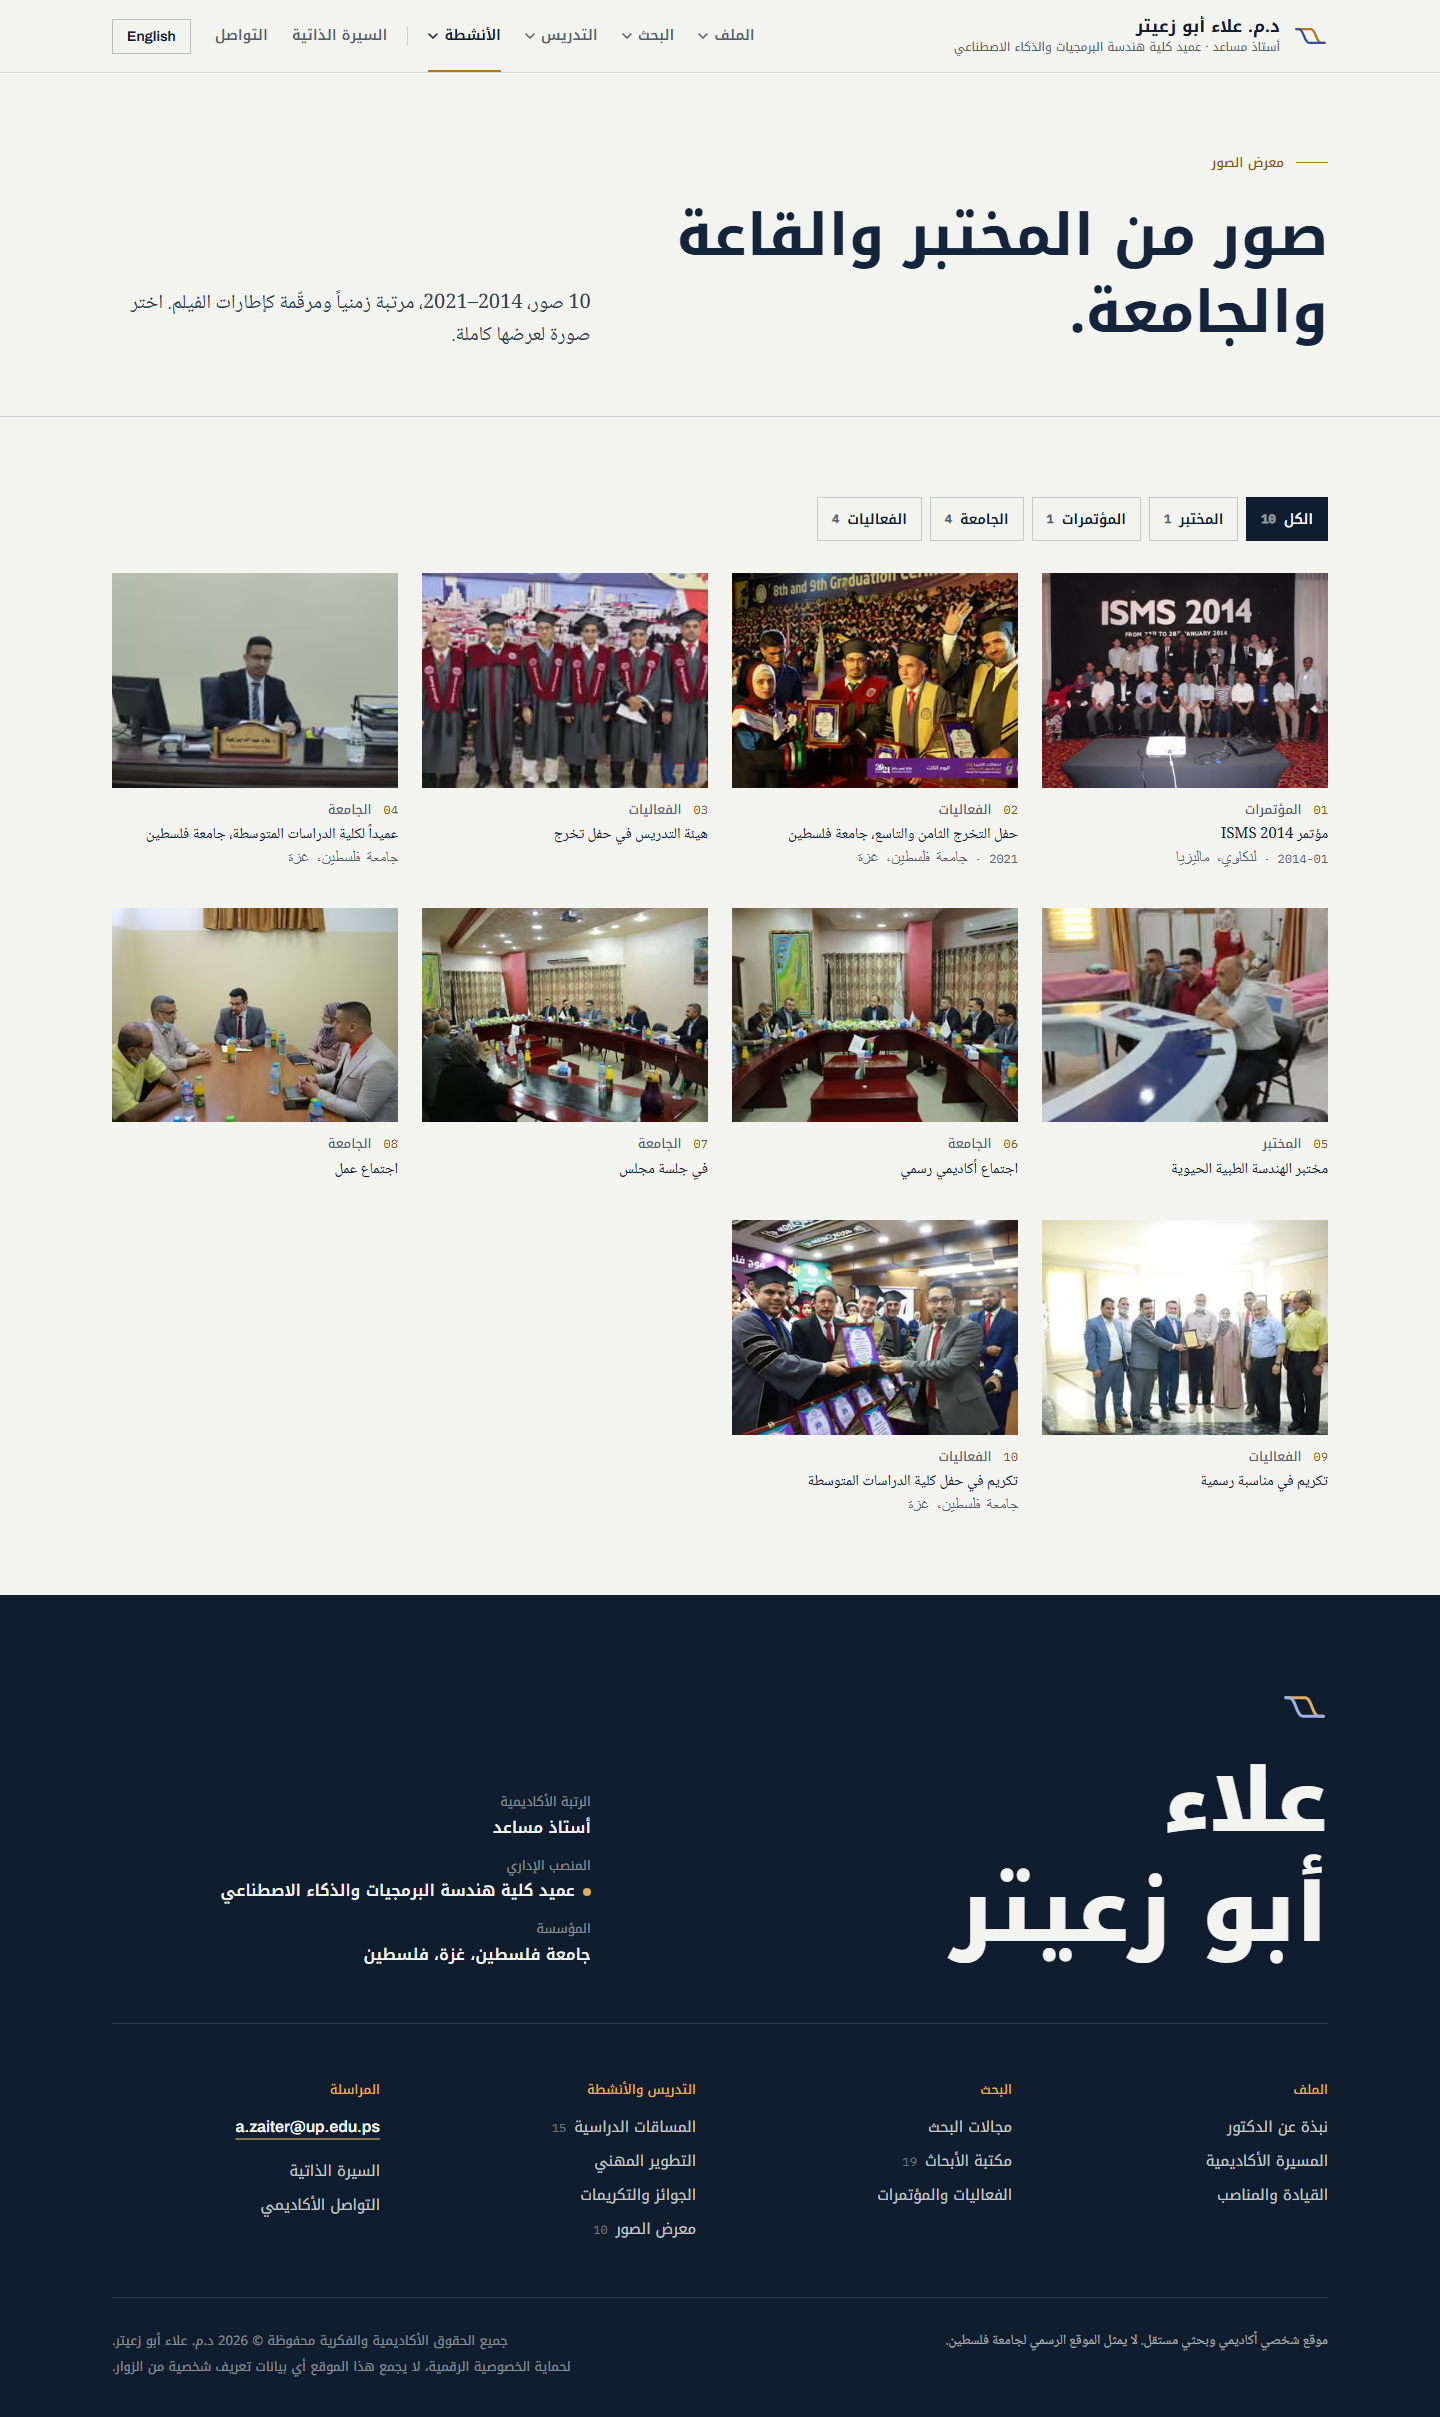 د.م. علاء أبو زعيتر
أستاذ مساعد · عميد كلية هندسة البرمجيات والذكاء الاصطناعي
الملف
البحث
التدريس
الأنشطة
السيرة الذاتية
التواصل
English
معرض الصور
صور من المختبر والقاعة
والجامعة.
10 صور، 2014–2021، مرتبة زمنياً ومرقّمة كإطارات الفيلم. اختر
صورة لعرضها كاملة.
الكل 10
المختبر 1
المؤتمرات 1
الجامعة 4
الفعاليات 4
ISMS 2014
8th and 9th Graduation
01 المؤتمرات
مؤتمر ISMS 2014
2014-01 · لنكاوي، ماليزيا
02 الفعاليات
حفل التخرج الثامن والتاسع، جامعة فلسطين
2021 · جامعة فلسطين، غزة
03 الفعاليات
هيئة التدريس في حفل تخرج
04 الجامعة
عميداً لكلية الدراسات المتوسطة، جامعة فلسطين
جامعة فلسطين، غزة
05 المختبر
مختبر الهندسة الطبية الحيوية
06 الجامعة
اجتماع أكاديمي رسمي
07 الجامعة
في جلسة مجلس
08 الجامعة
اجتماع عمل
09 الفعاليات
تكريم في مناسبة رسمية
10 الفعاليات
تكريم في حفل كلية الدراسات المتوسطة
جامعة فلسطين، غزة
علاء
أبو زعيتر
الرتبة الأكاديمية
أستاذ مساعد
المنصب الإداري
عميد كلية هندسة البرمجيات والذكاء الاصطناعي
المؤسسة
جامعة فلسطين، غزة، فلسطين
الملف
نبذة عن الدكتور
المسيرة الأكاديمية
القيادة والمناصب
البحث
مجالات البحث
مكتبة الأبحاث 19
الفعاليات والمؤتمرات
التدريس والأنشطة
المساقات الدراسية 15
التطوير المهني
الجوائز والتكريمات
معرض الصور 10
المراسلة
a.zaiter@up.edu.ps
السيرة الذاتية
التواصل الأكاديمي
موقع شخصي أكاديمي وبحثي مستقل. لا يمثل الموقع الرسمي لجامعة فلسطين.
جميع الحقوق الأكاديمية والفكرية محفوظة © 2026 د.م. علاء أبو زعيتر.
لحماية الخصوصية الرقمية، لا يجمع هذا الموقع أي بيانات تعريف شخصية من الزوار.